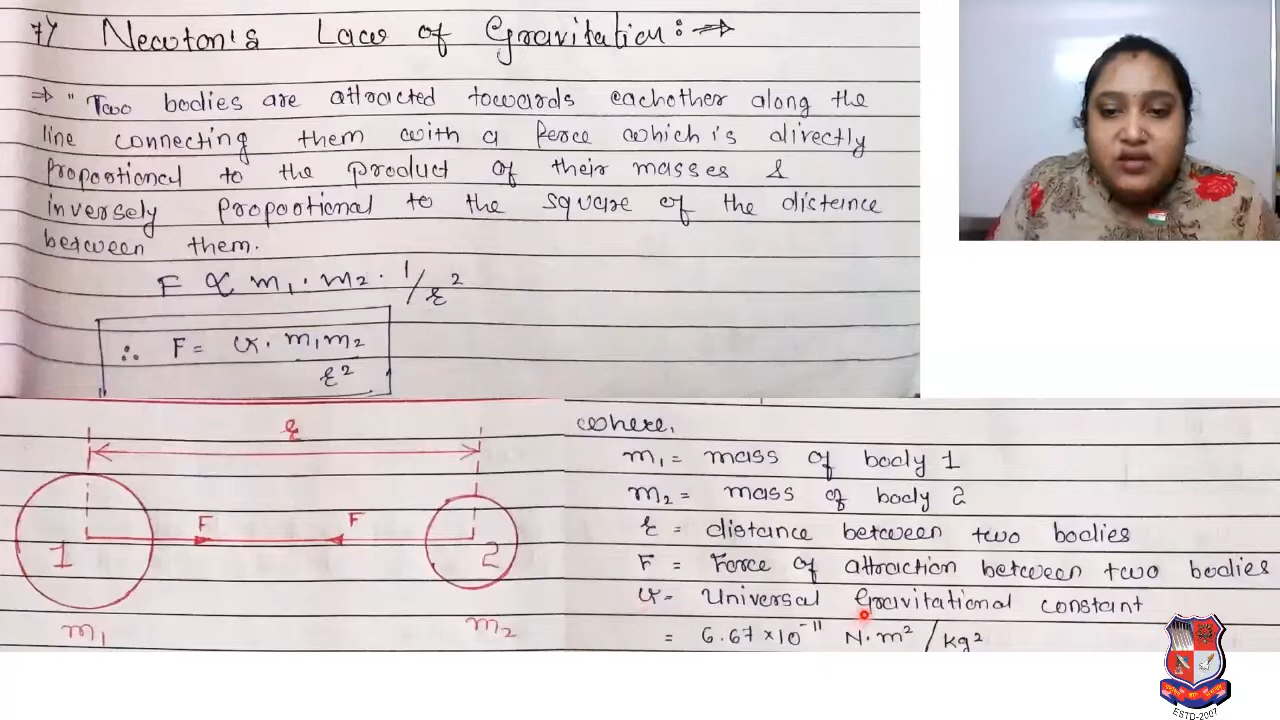 7) Newton's Law of Gravitation :⇒
⇒ "Two bodies are attracted towards eachother along the
line connecting them with a force which is directly
proportional to the product of their masses &
inversely proportional to the square of the distance
between them.
F ∝ m₁ · m₂ · 1/r²
∴ F = G · m₁m₂
r²
r
F F
1 2
m₁ m₂
where,
m₁ = mass of body 1
m₂ = mass of body 2
r = distance between two bodies
F = Force of attraction between two bodies
G = Universal Gravitational constant
= 6.67 × 10⁻¹¹ N·m² / kg²
ESTD-2007